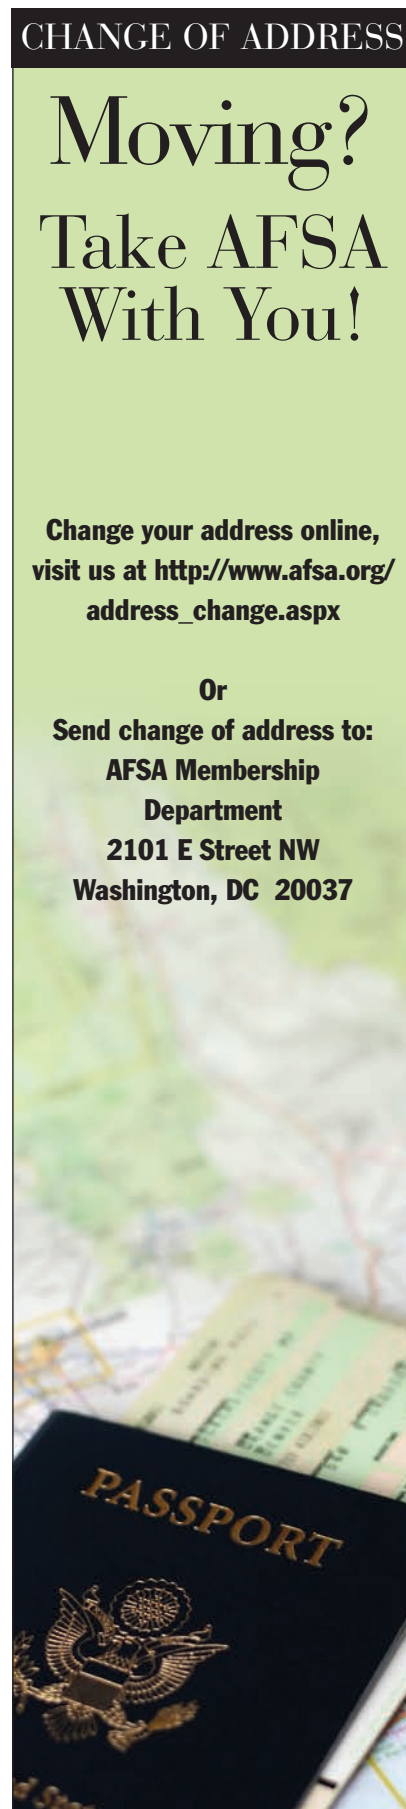 CHANGE OF ADDRESS
Moving?
Take AFSA
With You!
Change your address online,
visit us at http://www.afsa.org/
address_change.aspx
Or
Send change of address to:
AFSA Membership
Department
2101 E Street NW
Washington, DC 20037
PASSPORT